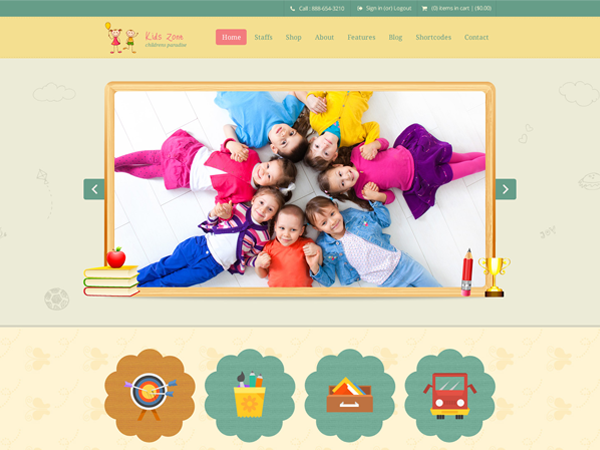 Call : 888-654-3210 Sign in (or) Logout (0) items in cart | ($0.00)
Kids Zone
childrens paradise
Home Staffs Shop About Features Blog Shortcodes Contact